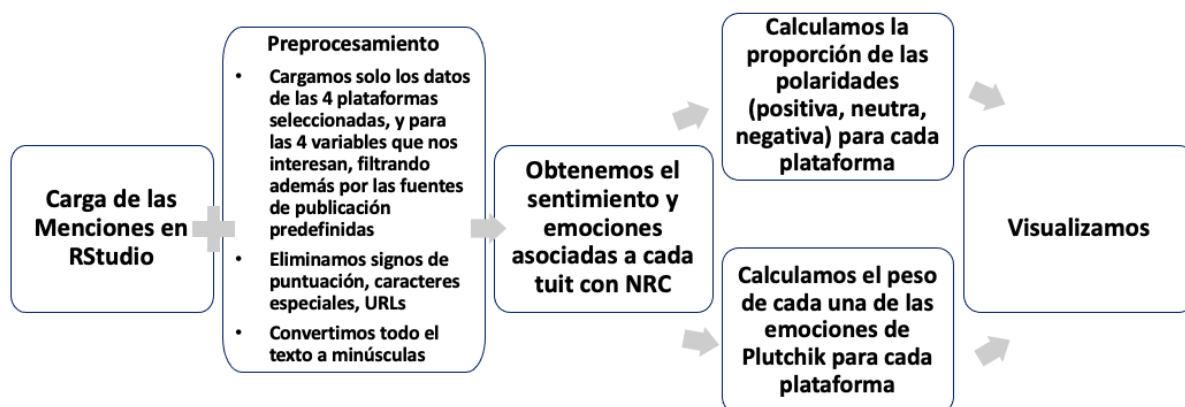 Carga de las
Menciones en
RStudio
Preprocesamiento
• Cargamos solo los datos
de las 4 plataformas
seleccionadas, y para
las 4 variables que nos
interesan, filtrando
además por las fuentes
de publicación
predefinidas
• Eliminamos signos de
puntuación, caracteres
especiales, URLs
• Convertimos todo el
texto a minúsculas
Obtenemos el
sentimiento y
emociones
asociadas a cada
tuit con NRC
Calculamos la
proporción de las
polaridades
(positiva, neutra,
negativa) para cada
plataforma
Calculamos el peso
de cada una de las
emociones de
Plutchik para cada
plataforma
Visualizamos